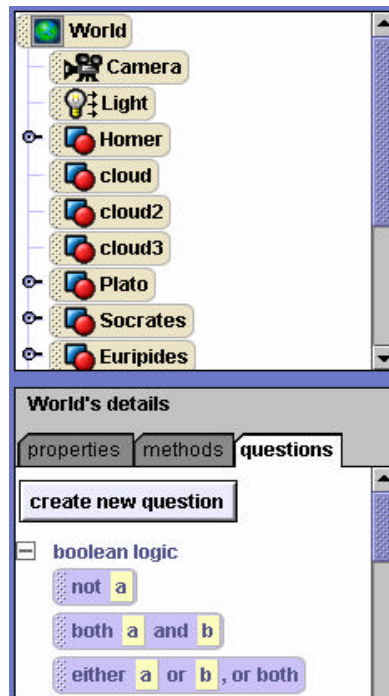 World
Camera
Light
Homer
cloud
cloud2
cloud3
Plato
Socrates
Euripides
World's details
properties methods questions
create new question
boolean logic
not a
both a and b
either a or b , or both